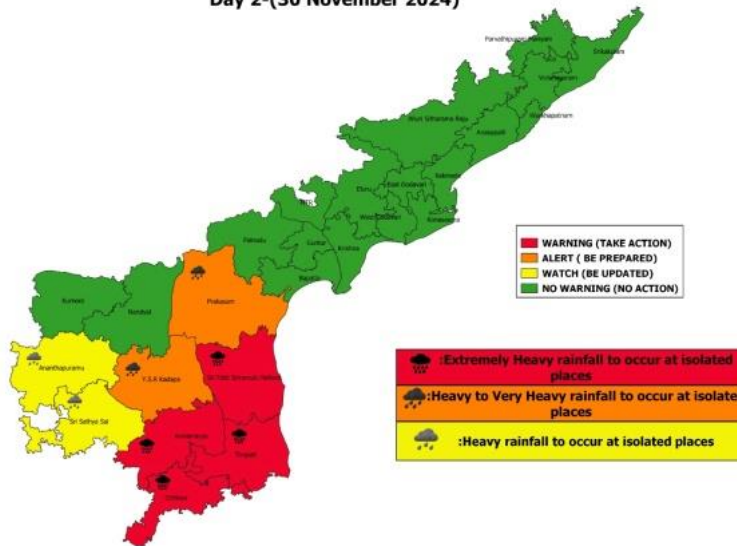 Day 2-(30 November 2024)
Parvathipuram Manyam
Srikakulam
Vizianagaram
Visakhapatnam
Alluri Sitharama Raju
Anakapalli
Kakinada
East Godavari
Eluru
Konaseema
West Godavari
NTR
Krishna
Guntur
Palnadu
Bapatla
WARNING (TAKE ACTION)
ALERT ( BE PREPARED)
WATCH (BE UPDATED)
NO WARNING (NO ACTION)
Prakasam
Kurnool
Nandyal
:Extremely Heavy rainfall to occur at isolated
places
Ananthapuramu
Y.S.R Kadapa
:Heavy to Very Heavy rainfall to occur at isolate
places
Sri Sathya Sai
:Heavy rainfall to occur at isolated places
Annamayya
Tirupati
Chittoor